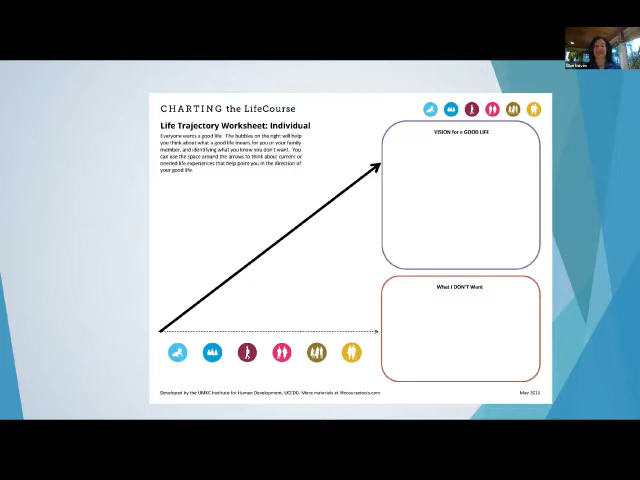 CHARTING the LifeCourse
Life Trajectory Worksheet: Individual
Everyone wants a good life. The bubbles on the right will help
you think about what a good life means for you or your family
member, and identifying what you know you don't want. You
can use the space around the arrows to think about current or
needed life experiences that help point you in the direction of
your good life.
VISION for a GOOD LIFE
What I DON'T Want
Developed by the UMKC Institute for Human Development, UCEDD. More materials at lifecoursetools.com